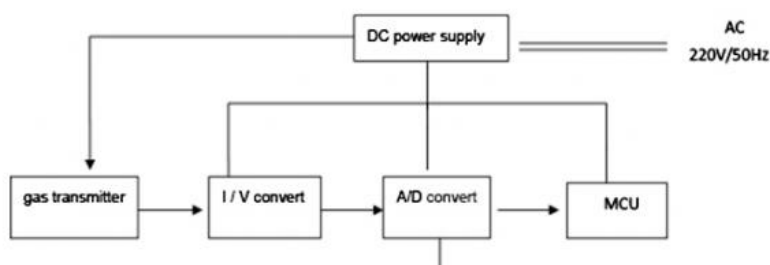 DC power supply
AC
220V/50Hz
gas transmitter
I / V convert
A/D convert
MCU